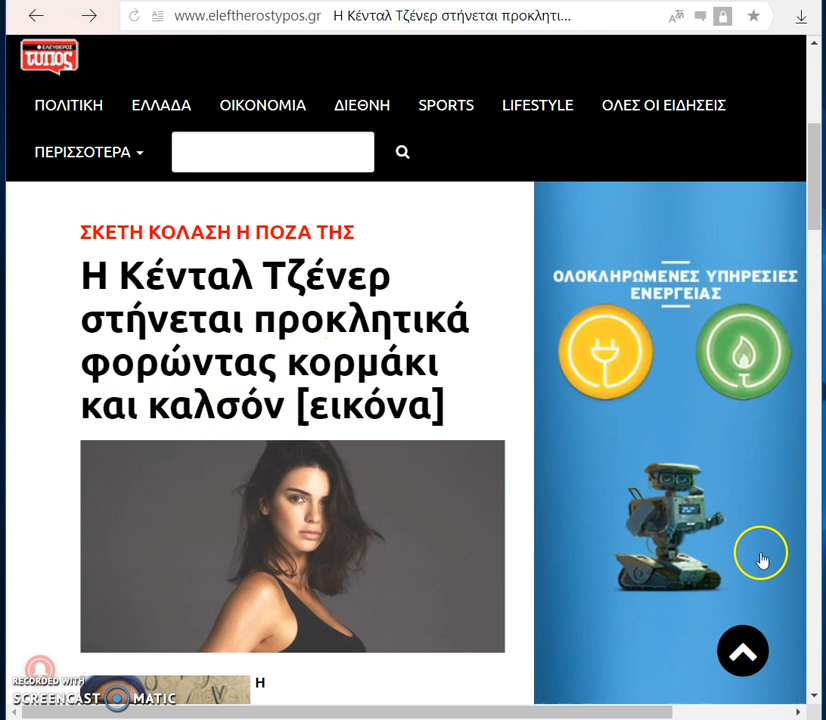 www.eleftherostypos.gr Η Κένταλ Τζένερ στήνεται προκλητι...
ΕΛΕΥΘΕΡΟΣ
ΤΥΠΟΣ
ΠΟΛΙΤΙΚΗ ΕΛΛΑΔΑ ΟΙΚΟΝΟΜΙΑ ΔΙΕΘΝΗ SPORTS LIFESTYLE ΟΛΕΣ ΟΙ ΕΙΔΗΣΕΙΣ
ΠΕΡΙΣΣΟΤΕΡΑ
ΣΚΕΤΗ ΚΟΛΑΣΗ Η ΠΟΖΑ ΤΗΣ
Η Κένταλ Τζένερ
στήνεται προκλητικά
φορώντας κορμάκι
και καλσόν [εικόνα]
ΟΛΟΚΛΗΡΩΜΕΝΕΣ ΥΠΗΡΕΣΙΕΣ
ΕΝΕΡΓΕΙΑΣ
Η
RECORDED WITH
SCREENCAST MATIC